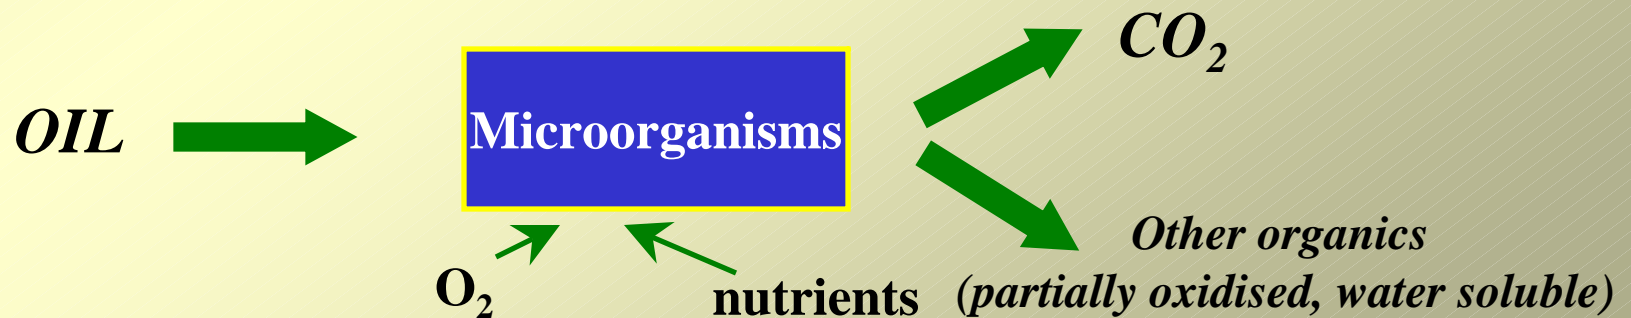 OIL
Microorganisms
O₂
nutrients
CO₂
Other organics
(partially oxidised, water soluble)